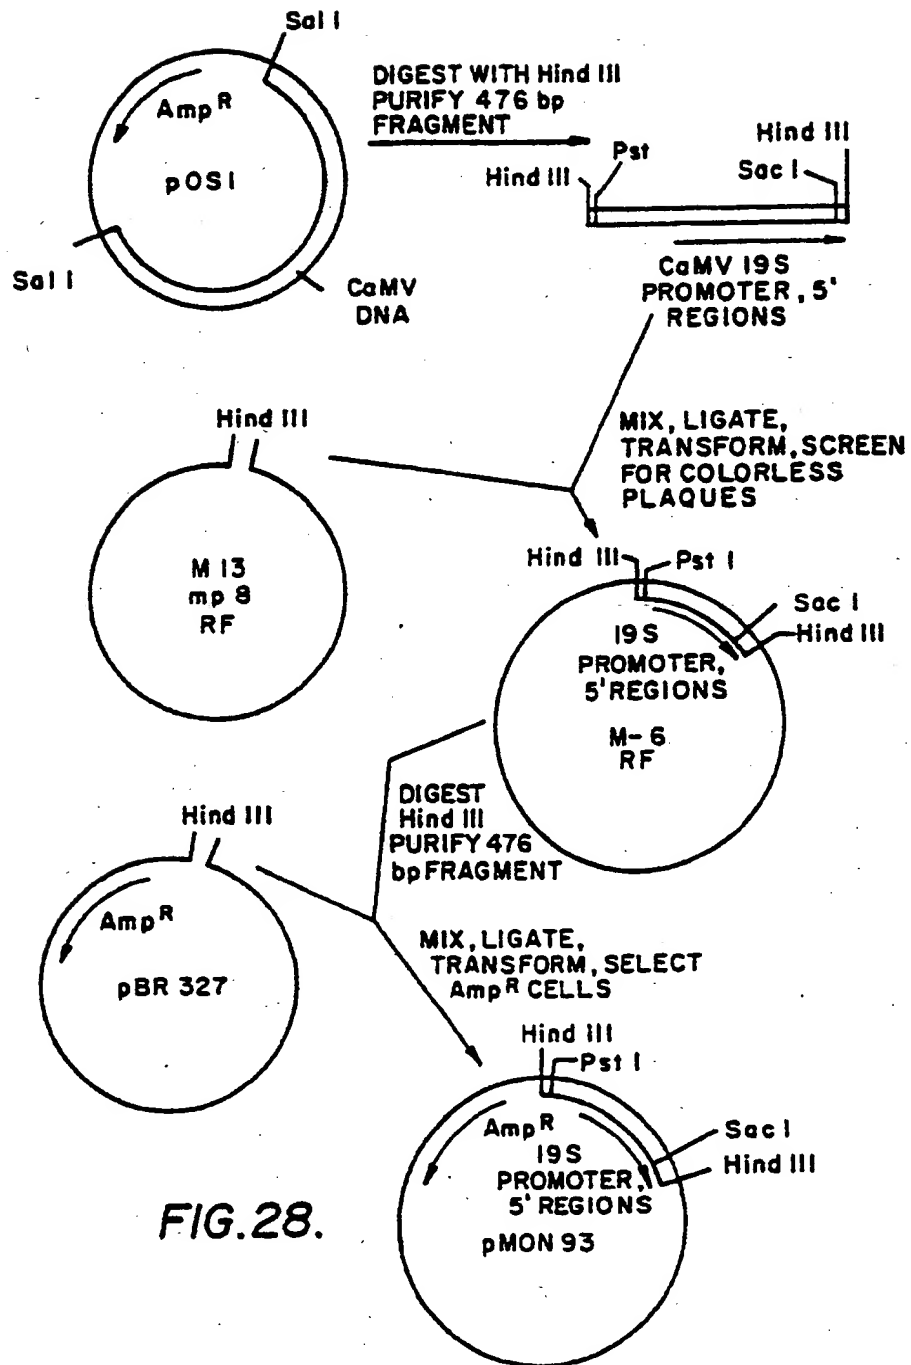 Sal I
Amp R
pOS1
Sal I
CaMV
DNA
DIGEST WITH Hind III
PURIFY 476 bp
FRAGMENT
Hind III
Pst
Sac I
Hind III
CaMV 19S
PROMOTER, 5'
REGIONS
Hind III
M 13
mp 8
RF
MIX, LIGATE,
TRANSFORM, SCREEN
FOR COLORLESS
PLAQUES
Hind III
Pst I
Sac I
Hind III
19S
PROMOTER,
5' REGIONS
M-6
RF
DIGEST
Hind III
PURIFY 476
bp FRAGMENT
Hind III
Amp R
pBR 327
MIX, LIGATE,
TRANSFORM, SELECT
Amp R CELLS
Hind III
Pst I
Sac I
Hind III
Amp R
19S
PROMOTER,
5' REGIONS
pMON 93
FIG.28.